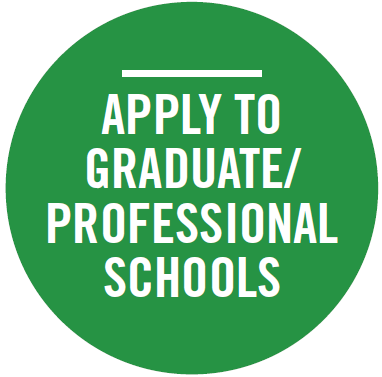 APPLY TO
GRADUATE/
PROFESSIONAL
SCHOOLS